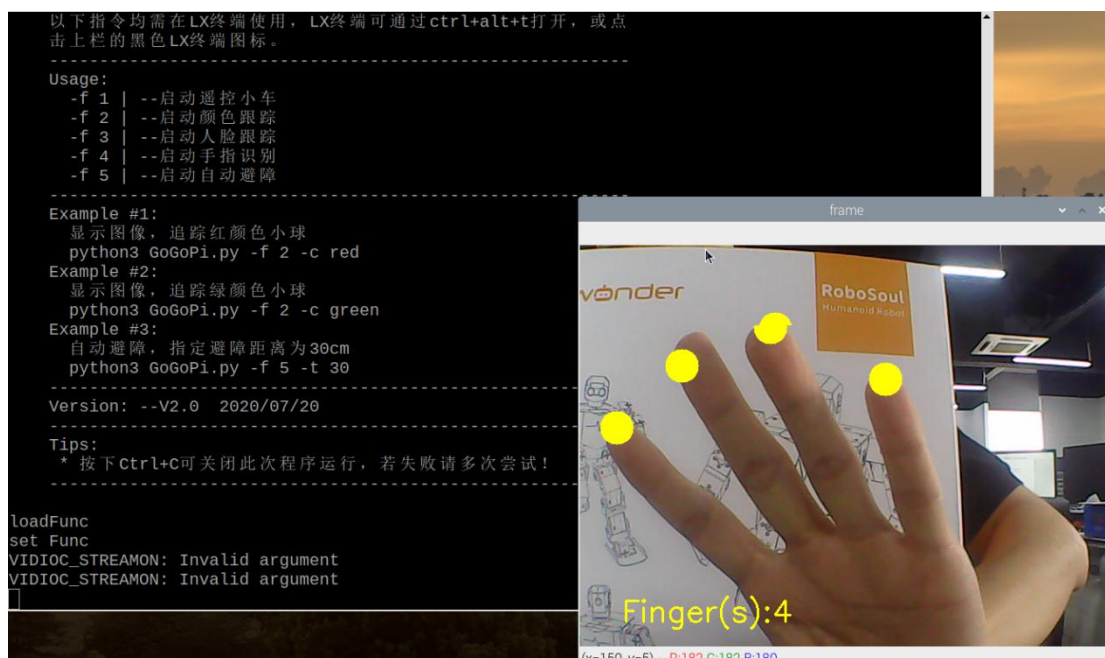 以下指令均需在LX终端使用, LX终端可通过ctrl+alt+t打开, 或点
击上栏的黑色LX终端图标。
----------------------------------------------------------
Usage:
-f 1 | --启动遥控小车
-f 2 | --启动颜色跟踪
-f 3 | --启动人脸跟踪
-f 4 | --启动手指识别
-f 5 | --启动自动避障
----------------------------------------------------------
Example #1:
显示图像, 追踪红颜色小球
python3 GoGoPi.py -f 2 -c red
Example #2:
显示图像, 追踪绿颜色小球
python3 GoGoPi.py -f 2 -c green
Example #3:
自动避障, 指定避障距离为30cm
python3 GoGoPi.py -f 5 -t 30
----------------------------------------------------------
Version: --V2.0 2020/07/20
----------------------------------------------------------
Tips:
* 按下Ctrl+C可关闭此次程序运行, 若失败请多次尝试!
----------------------------------------------------------
loadFunc
set Func
VIDIOC_STREAMON: Invalid argument
VIDIOC_STREAMON: Invalid argument
frame
wonder
RoboSoul
Humanoid Robot
Finger(s):4
(x=150, y=5) ~ R:182 G:182 B:180